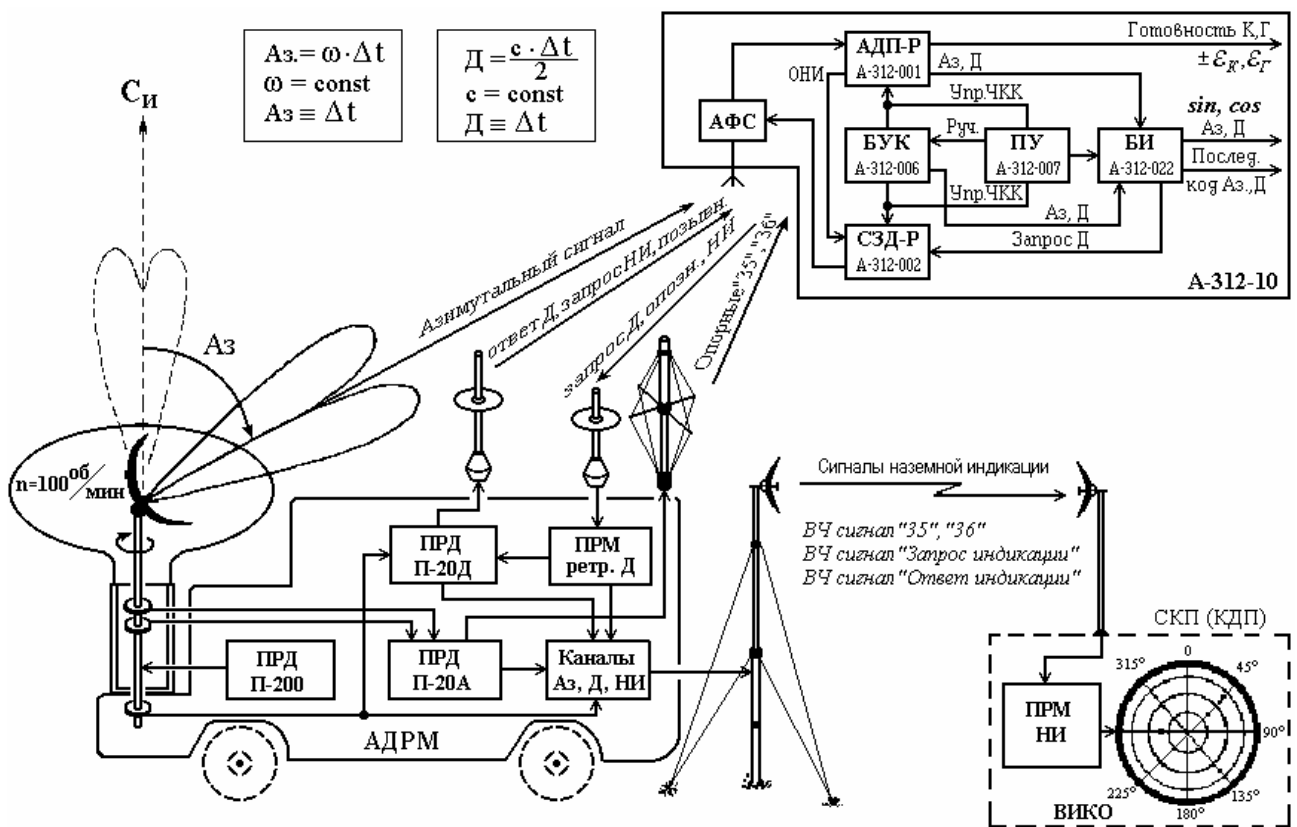 Аз.= ω·Δt
ω = const
Аз ≡ Δt
Д = c·Δt / 2
c = const
Д ≡ Δt
АДП-Р
А-312-001
Готовность К,Г
± εК, εГ
ОНИ
Аз, Д
Упр.ЧКК
АФС
БУК
А-312-006
Руч.
ПУ
А-312-007
БИ
А-312-022
sin, cos
Аз, Д
Послед.
код Аз.,Д
Упр.ЧКК
Аз, Д
СЗД-Р
А-312-002
Запрос Д
А-312-10
СИ
Аз
Азимутальный сигнал
ответ Д, запрос НИ, позывн.
запрос Д, опозн., НИ
Опорные "35", "36"
n=100 об/мин
ПРД
П-20Д
ПРМ
ретр. Д
ПРД
П-200
ПРД
П-20А
Каналы
Аз, Д, НИ
АДРМ
Сигналы наземной индикации
ВЧ сигнал "35", "36"
ВЧ сигнал "Запрос индикации"
ВЧ сигнал "Ответ индикации"
СКП (КДП)
ПРМ
НИ
0
45°
90°
135°
180°
225°
315°
ВИКО